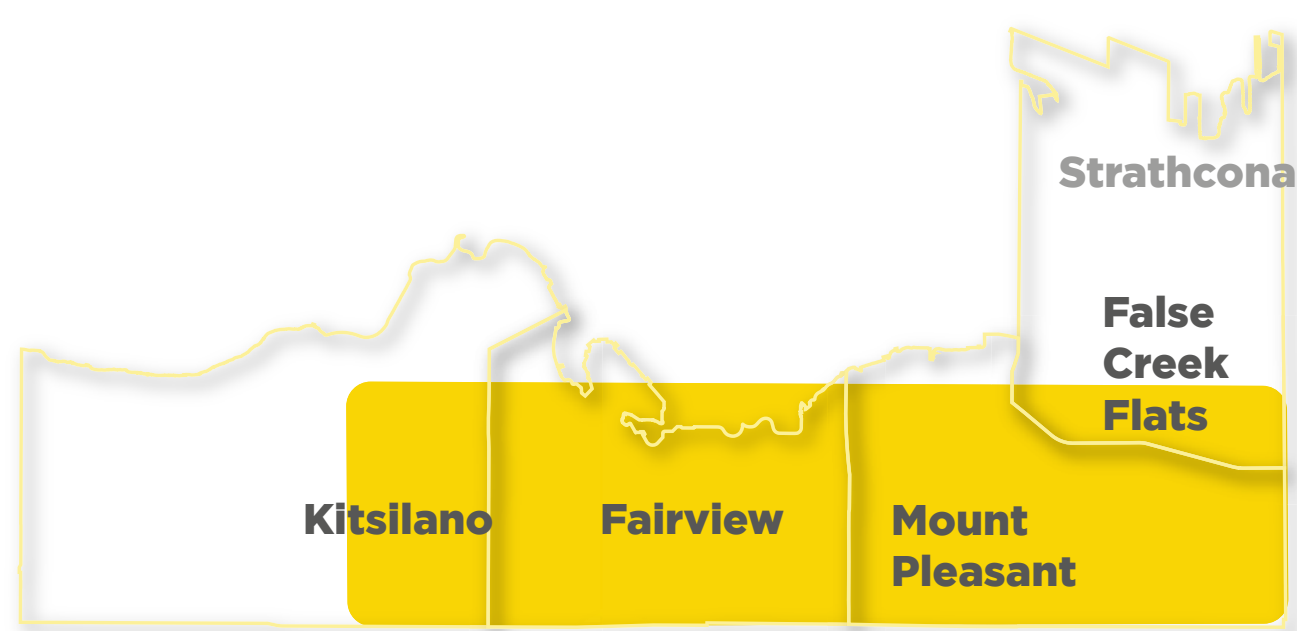 Strathcona
False
Creek
Flats
Kitsilano
Fairview
Mount
Pleasant